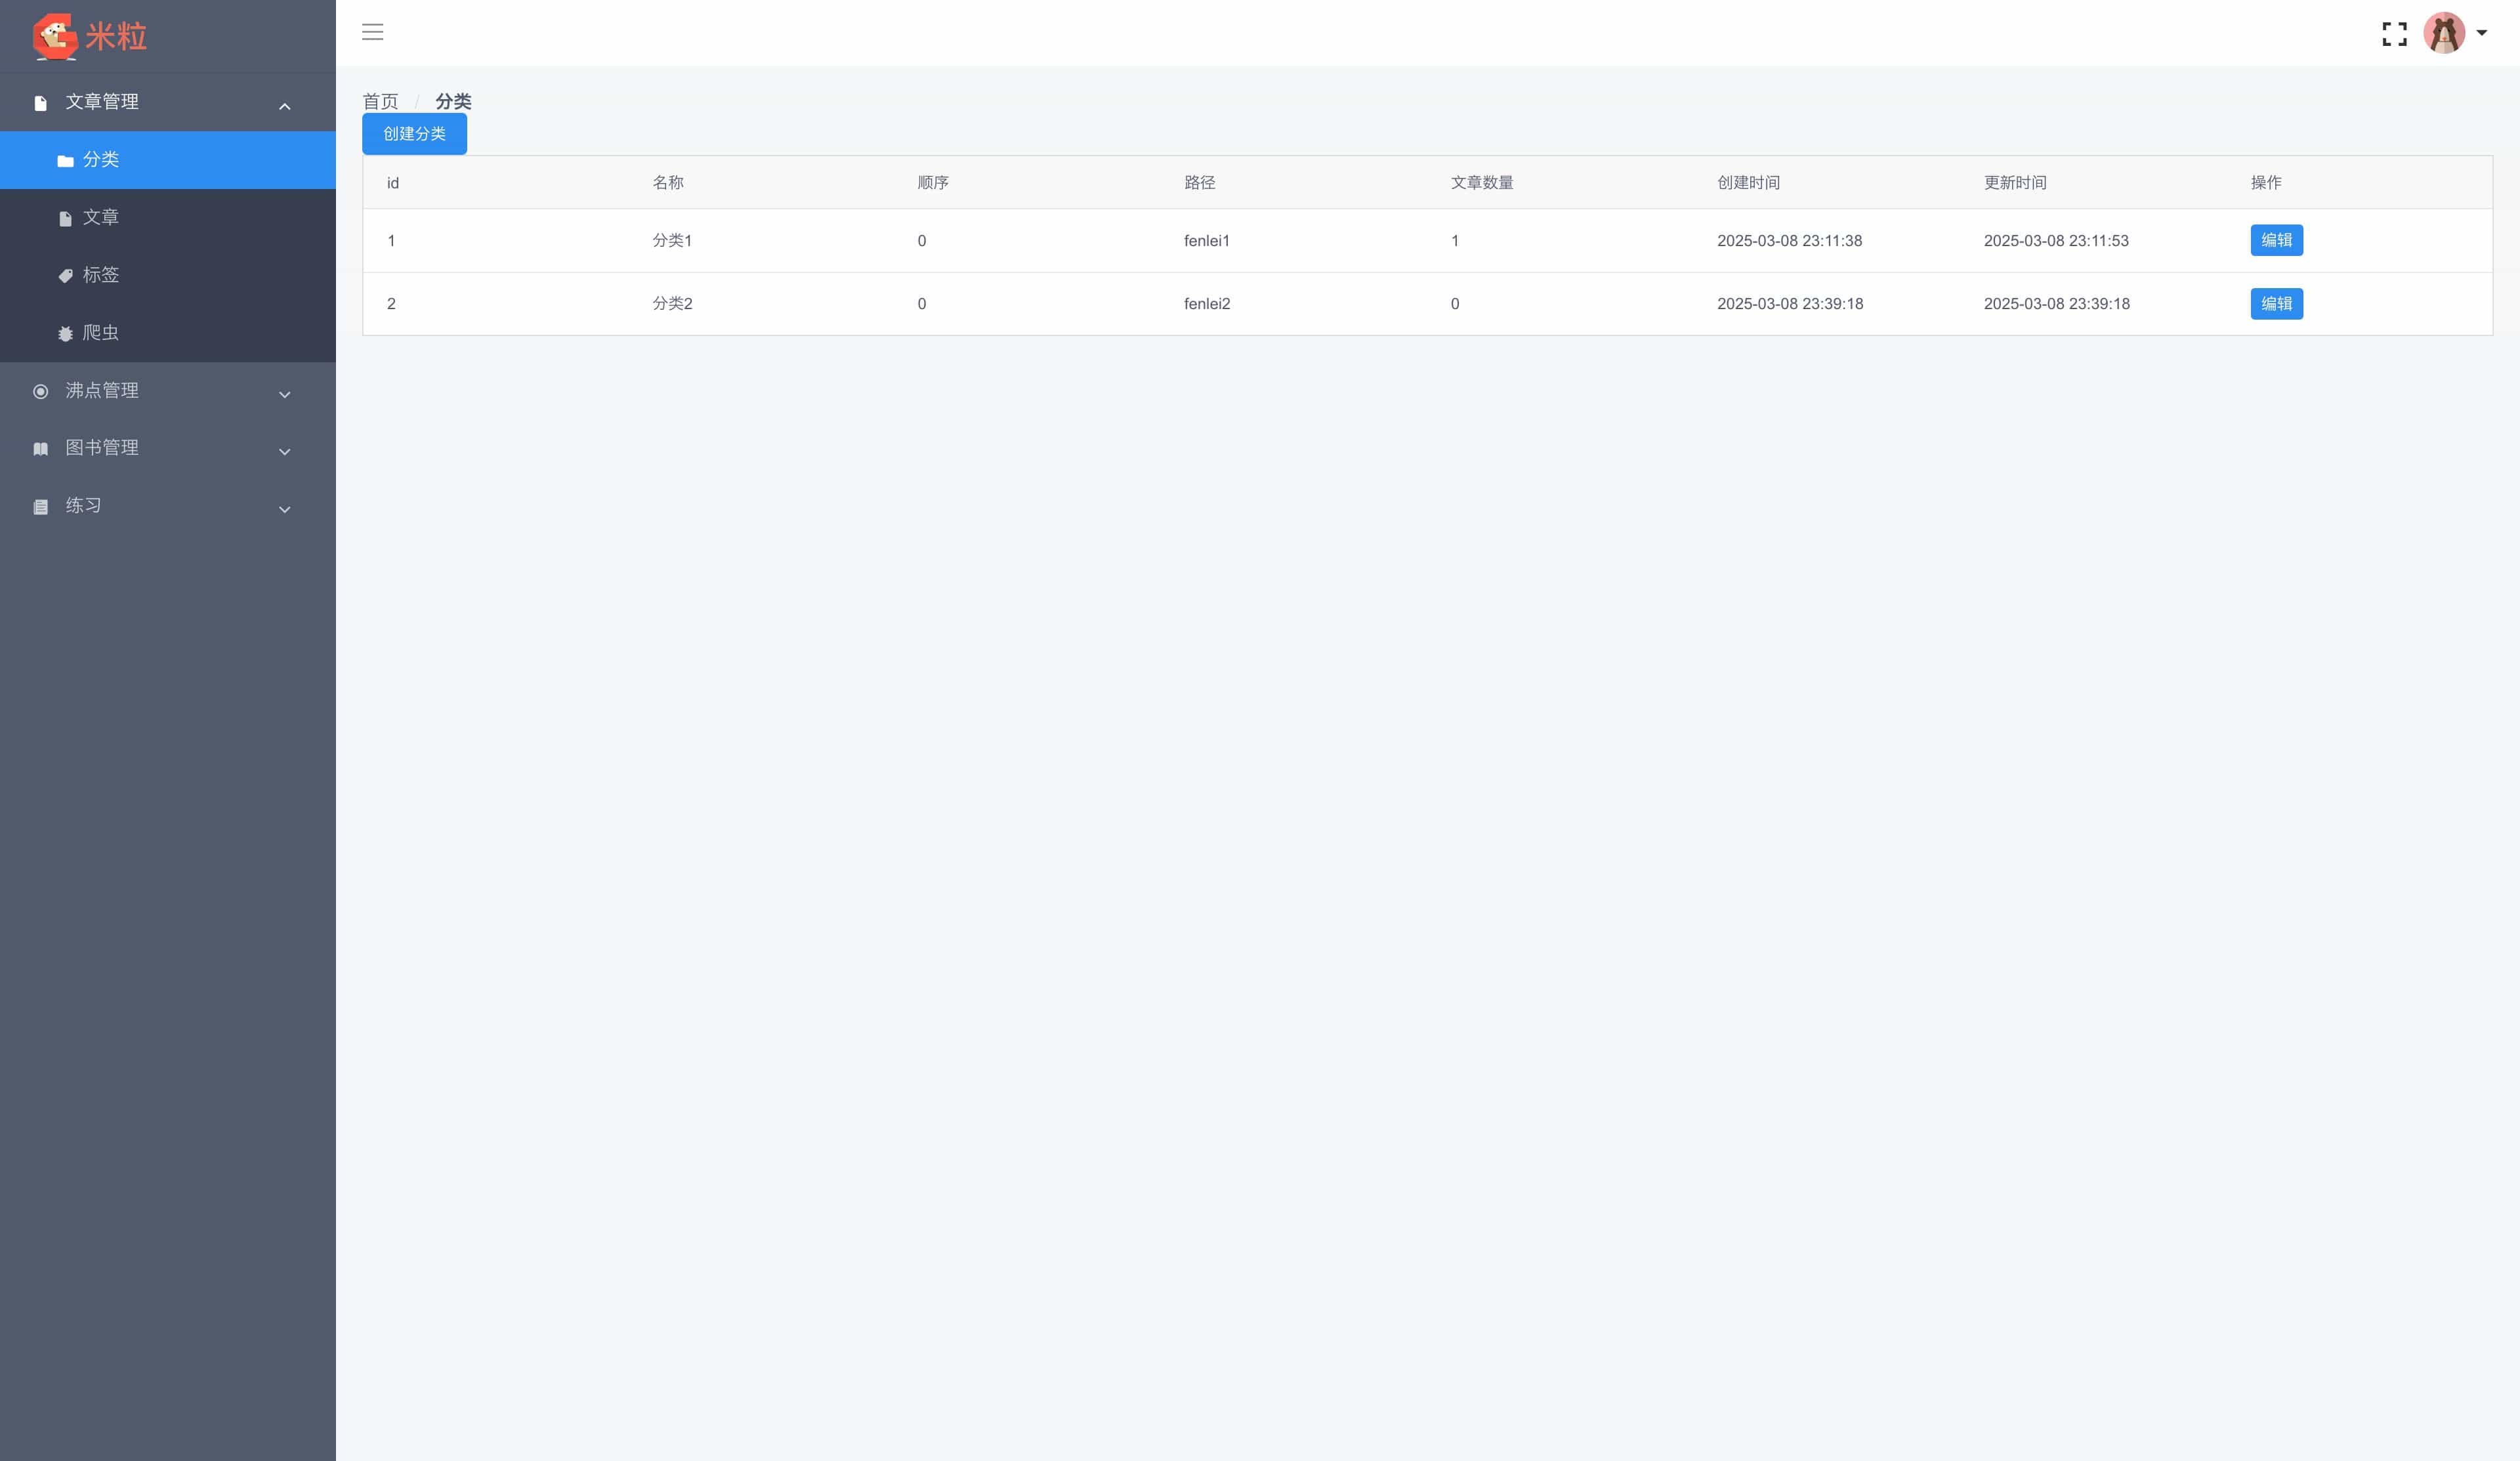 米粒
文章管理
分类
文章
标签
爬虫
沸点管理
图书管理
练习
首页 / 分类
创建分类
id 名称 顺序 路径 文章数量 创建时间 更新时间 操作
1 分类1 0 fenlei1 1 2025-03-08 23:11:38 2025-03-08 23:11:53 编辑
2 分类2 0 fenlei2 0 2025-03-08 23:39:18 2025-03-08 23:39:18 编辑